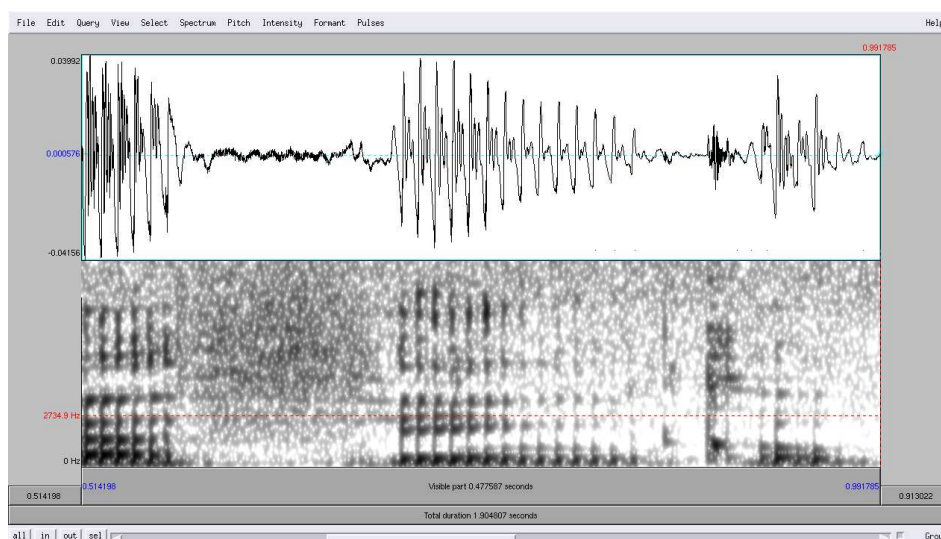 File Edit Query View Select Spectrum Pitch Intensity Formant Pulses Help
0.991785
0.03992
0.000576
-0.04156
2734.9 Hz
0 Hz
0.514198 Visible part 0.477587 seconds 0.991785
0.514198 0.913022
Total duration 1.904807 seconds
all in out sel Grou